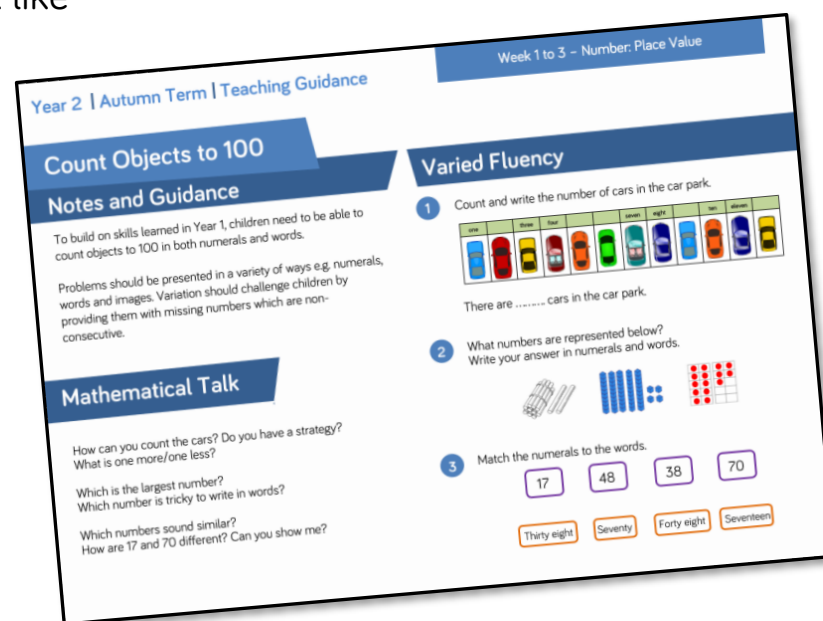 like
Year 2 | Autumn Term | Teaching Guidance
Week 1 to 3 – Number: Place Value
Count Objects to 100
Notes and Guidance
To build on skills learned in Year 1, children need to be able to
count objects to 100 in both numerals and words.
Problems should be presented in a variety of ways e.g. numerals,
words and images. Variation should challenge children by
providing them with missing numbers which are non-
consecutive.
Mathematical Talk
How can you count the cars? Do you have a strategy?
What is one more/one less?
Which is the largest number?
Which number is tricky to write in words?
Which numbers sound similar?
How are 17 and 70 different? Can you show me?
Varied Fluency
1 Count and write the number of cars in the car park.
one three four seven eight ten eleven
There are ......... cars in the car park.
2 What numbers are represented below?
Write your answer in numerals and words.
3 Match the numerals to the words.
17 48 38 70
Thirty eight Seventy Forty eight Seventeen